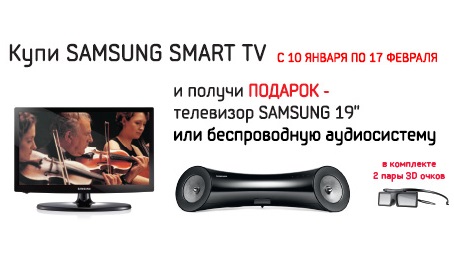 Купи SAMSUNG SMART TV С 10 ЯНВАРЯ ПО 17 ФЕВРАЛЯ
и получи ПОДАРОК -
телевизор SAMSUNG 19"
или беспроводную аудиосистему
в комплекте
2 пары 3D очков
SAMSUNG